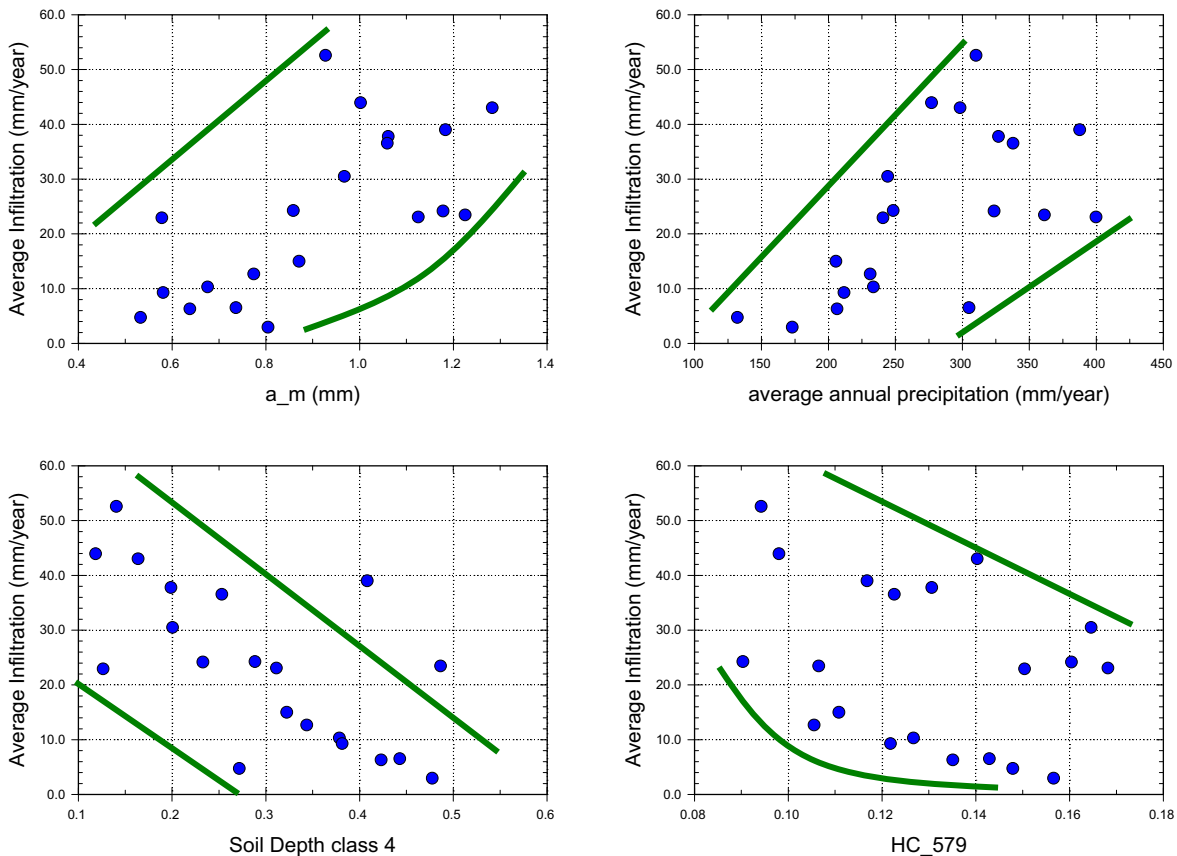 60.0
50.0
40.0
30.0
20.0
10.0
0.0
0.4 0.6 0.8 1.0 1.2 1.4
Average Infiltration (mm/year)
a_m (mm)
60.0
50.0
40.0
30.0
20.0
10.0
0.0
100 150 200 250 300 350 400 450
Average Infiltration (mm/year)
average annual precipitation (mm/year)
60.0
50.0
40.0
30.0
20.0
10.0
0.0
0.1 0.2 0.3 0.4 0.5 0.6
Average Infiltration (mm/year)
Soil Depth class 4
60.0
50.0
40.0
30.0
20.0
10.0
0.0
0.08 0.10 0.12 0.14 0.16 0.18
Average Infiltration (mm/year)
HC_579